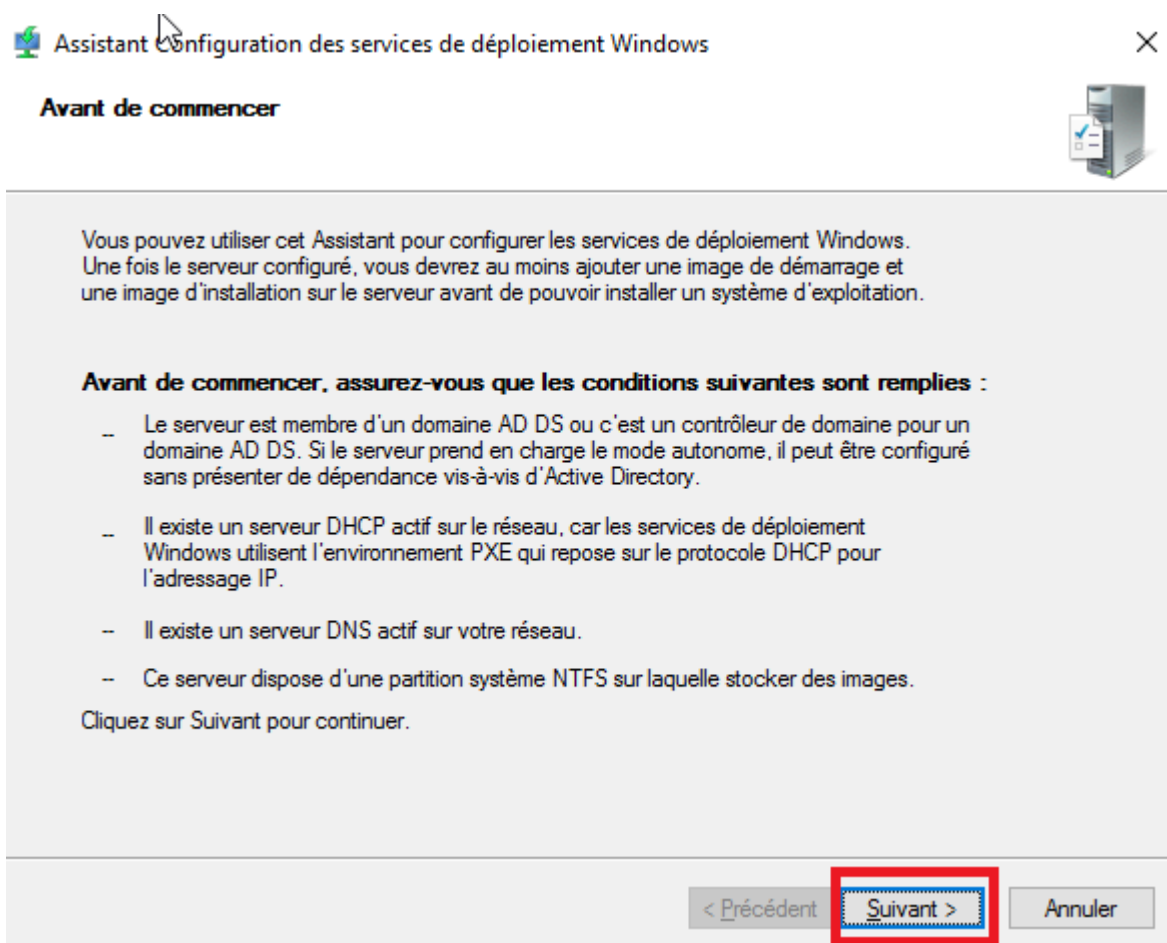 Assistant Configuration des services de déploiement Windows
Avant de commencer
Vous pouvez utiliser cet Assistant pour configurer les services de déploiement Windows.
Une fois le serveur configuré, vous devrez au moins ajouter une image de démarrage et
une image d'installation sur le serveur avant de pouvoir installer un système d'exploitation.
Avant de commencer, assurez-vous que les conditions suivantes sont remplies :
-- Le serveur est membre d'un domaine AD DS ou c'est un contrôleur de domaine pour un
domaine AD DS. Si le serveur prend en charge le mode autonome, il peut être configuré
sans présenter de dépendance vis-à-vis d'Active Directory.
-- Il existe un serveur DHCP actif sur le réseau, car les services de déploiement
Windows utilisent l'environnement PXE qui repose sur le protocole DHCP pour
l'adressage IP.
-- Il existe un serveur DNS actif sur votre réseau.
-- Ce serveur dispose d'une partition système NTFS sur laquelle stocker des images.
Cliquez sur Suivant pour continuer.
< Précédent Suivant > Annuler